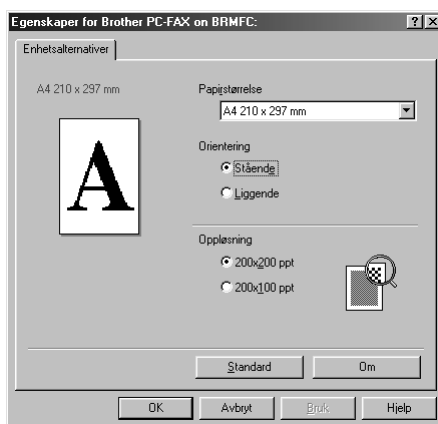 Egenskaper for Brother PC-FAX on BRMFC:
Enhetsalternativer
A4 210 x 297 mm
A
Papirstørrelse
A4 210 x 297 mm
Orientering
Stående
Liggende
Oppløsning
200x200 ppt
200x100 ppt
Standard
Om
OK
Avbryt
Bruk
Hjelp